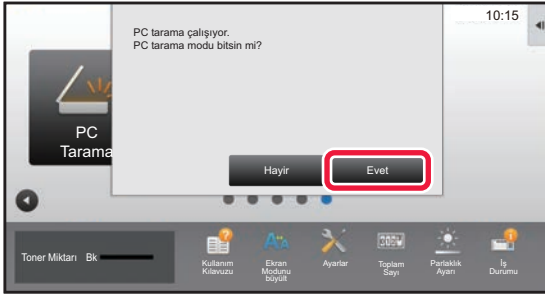 10:15
PC tarama çalışıyor.
PC tarama modu bitsin mi?
PC
Tarama
Hayir
Evet
Toner Miktarı Bk
Kullanım
Kılavuzu
Ekran
Modunu
büyült
Ayarlar
Toplam
Sayı
Parlaklık
Ayarı
İş
Durumu